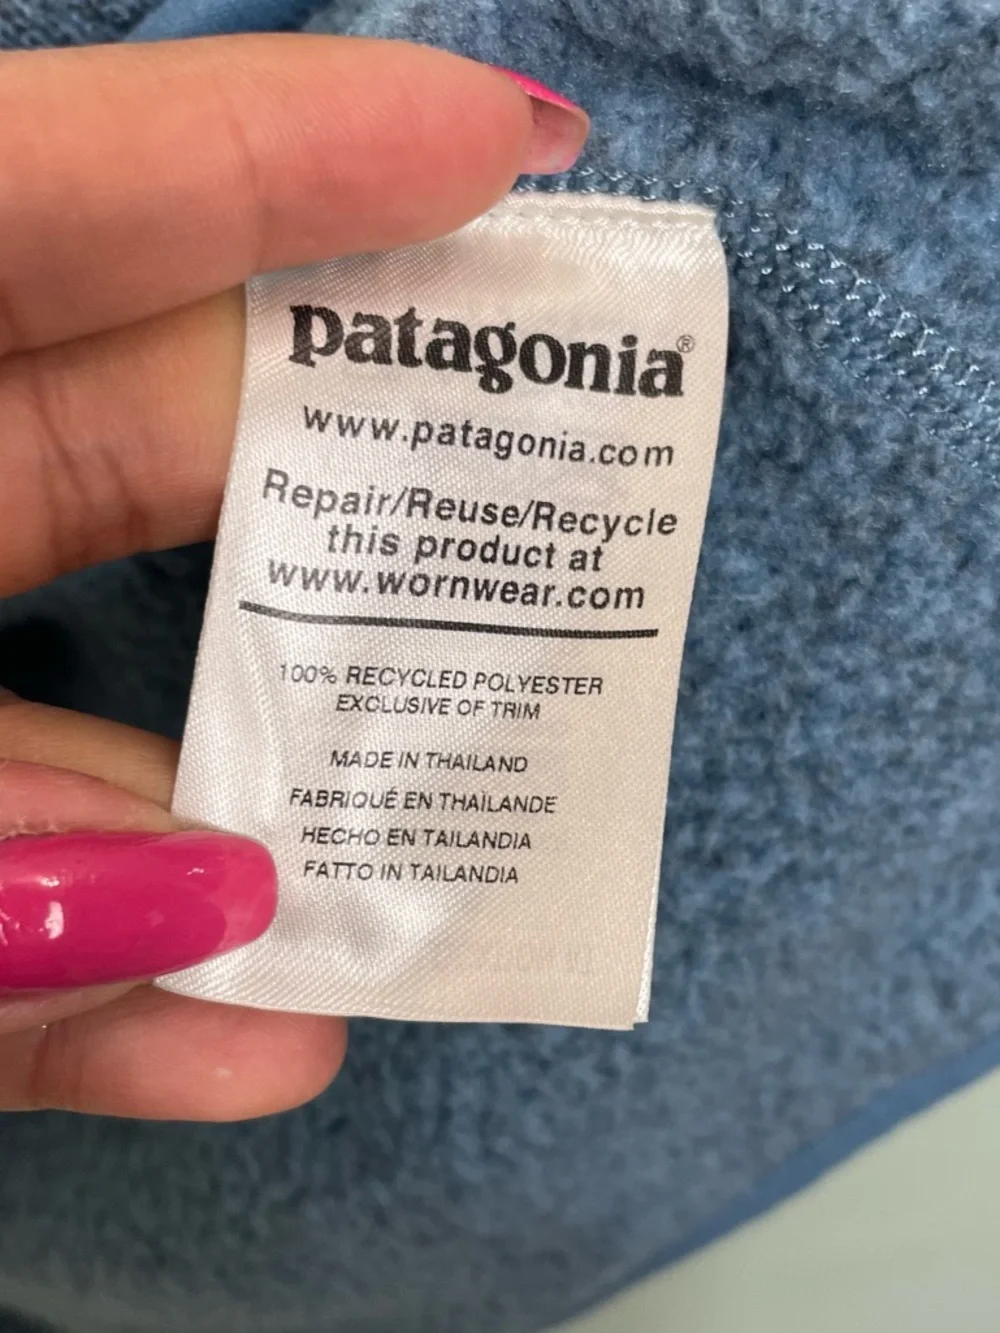 patagonia®
www.patagonia.com
Repair/Reuse/Recycle
this product at
www.wornwear.com
100% RECYCLED POLYESTER
EXCLUSIVE OF TRIM
MADE IN THAILAND
FABRIQUÉ EN THAÏLANDE
HECHO EN TAILANDIA
FATTO IN TAILANDIA